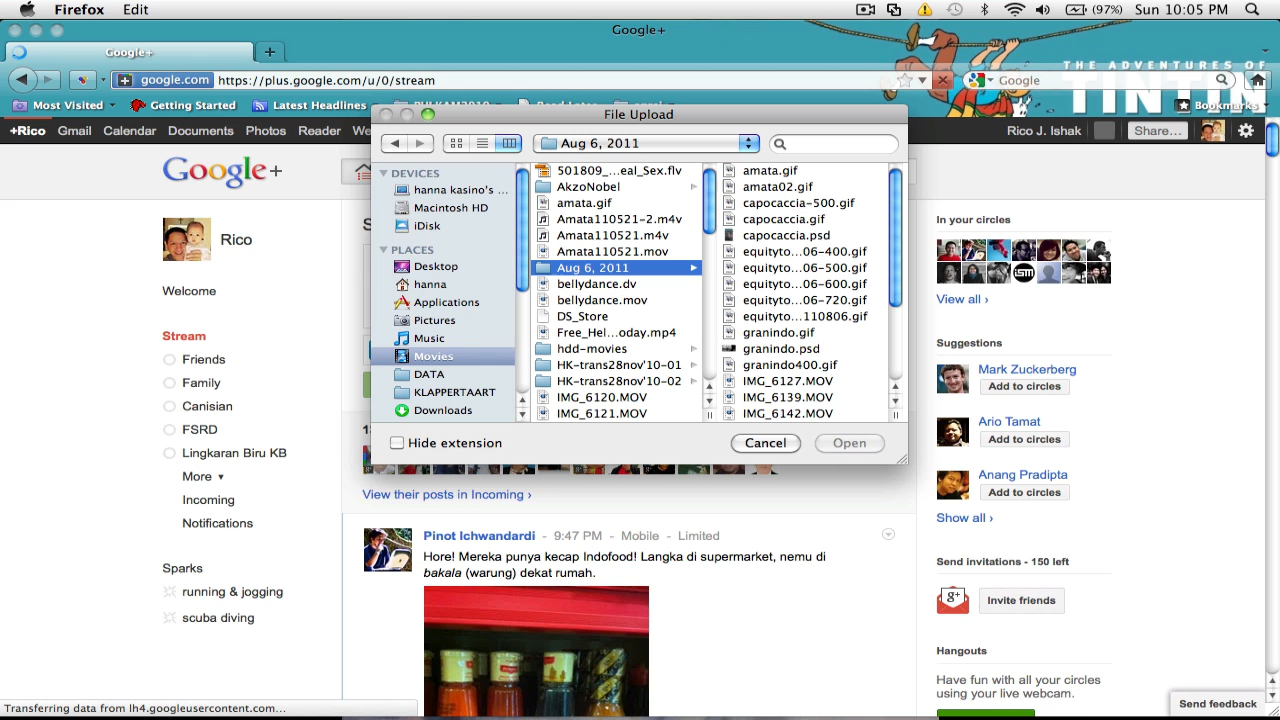 Firefox Edit (97%) Sun 10:05 PM
Google+
Google+
THE ADVENTURES OF
TINTIN
google.com https://plus.google.com/u/0/stream Google
Most Visited Getting Started Latest Headlines Bookmarks
+Rico Gmail Calendar Documents Photos Reader Rico J. Ishak Share...
Google+
Rico
Welcome
Stream
Friends
Family
Canisian
FSRD
Lingkaran Biru KB
More
Incoming
Notifications
Sparks
running & jogging
scuba diving
File Upload
Aug 6, 2011
DEVICES
hanna kasino's ...
Macintosh HD
iDisk
PLACES
Desktop
hanna
Applications
Pictures
Music
Movies
DATA
KLAPPERTAART
Downloads
501809_...eal_Sex.flv
AkzoNobel
amata.gif
Amata110521-2.m4v
Amata110521.m4v
Amata110521.mov
Aug 6, 2011
bellydance.dv
bellydance.mov
DS_Store
Free_Hel...oday.mp4
hdd-movies
HK-trans28nov'10-01
HK-trans28nov'10-02
IMG_6120.MOV
IMG_6121.MOV
amata.gif
amata02.gif
capocaccia-500.gif
capocaccia.gif
capocaccia.psd
equityto...06-400.gif
equityto...06-500.gif
equityto...06-600.gif
equityto...06-720.gif
equityto...110806.gif
granindo.gif
granindo.psd
granindo400.gif
IMG_6127.MOV
IMG_6139.MOV
IMG_6142.MOV
Hide extension Cancel Open
View their posts in Incoming ›
Pinot Ichwandardi - 9:47 PM - Mobile - Limited
Hore! Mereka punya kecap Indofood! Langka di supermarket, nemu di
bakala (warung) dekat rumah.
In your circles
ism
View all ›
Suggestions
Mark Zuckerberg
Add to circles
Ario Tamat
Add to circles
Anang Pradipta
Add to circles
Show all ›
Send invitations - 150 left
g+ Invite friends
Hangouts
Have fun with all your circles
using your live webcam.
Send feedback
Transferring data from lh4.googleusercontent.com...